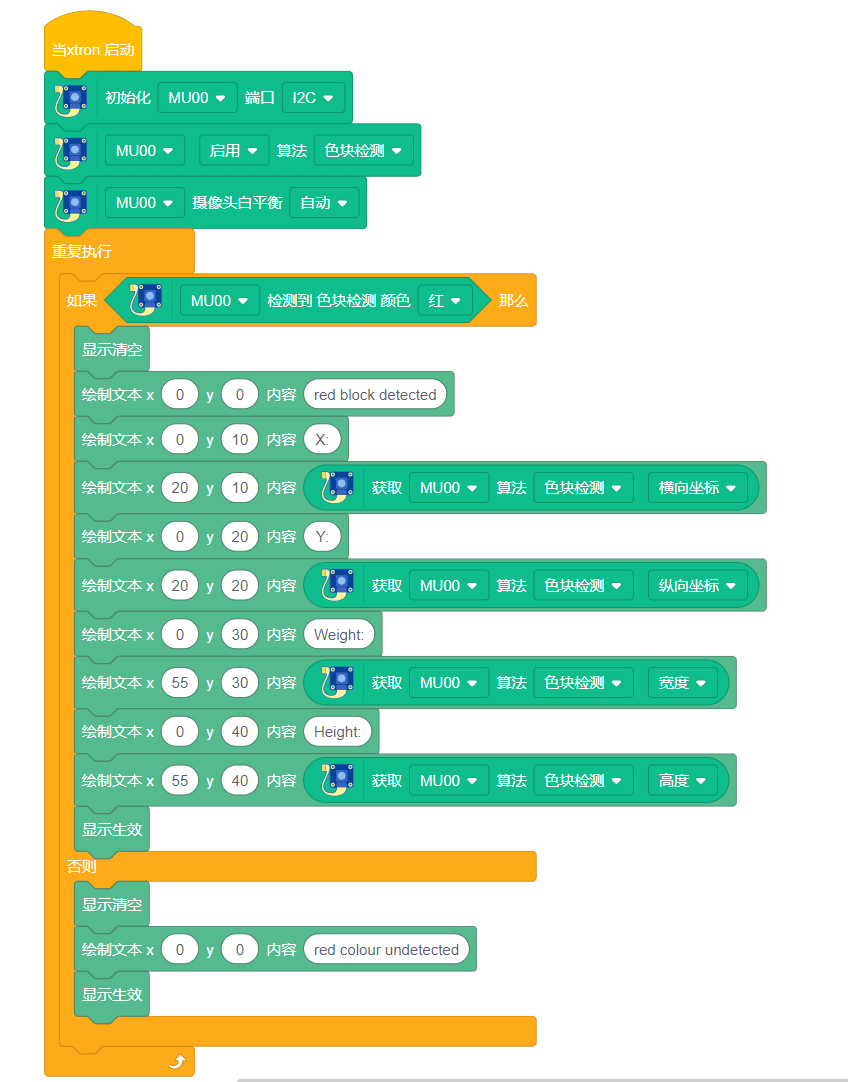 当xtron 启动
初始化 MU00 端口 I2C
MU00 启用 算法 色块检测
MU00 摄像头白平衡 自动
重复执行
如果 MU00 检测到 色块检测 颜色 红 那么
显示清空
绘制文本 x 0 y 0 内容 red block detected
绘制文本 x 0 y 10 内容 X:
绘制文本 x 20 y 10 内容 获取 MU00 算法 色块检测 横向坐标
绘制文本 x 0 y 20 内容 Y:
绘制文本 x 20 y 20 内容 获取 MU00 算法 色块检测 纵向坐标
绘制文本 x 0 y 30 内容 Weight:
绘制文本 x 55 y 30 内容 获取 MU00 算法 色块检测 宽度
绘制文本 x 0 y 40 内容 Height:
绘制文本 x 55 y 40 内容 获取 MU00 算法 色块检测 高度
显示生效
否则
显示清空
绘制文本 x 0 y 0 内容 red colour undetected
显示生效